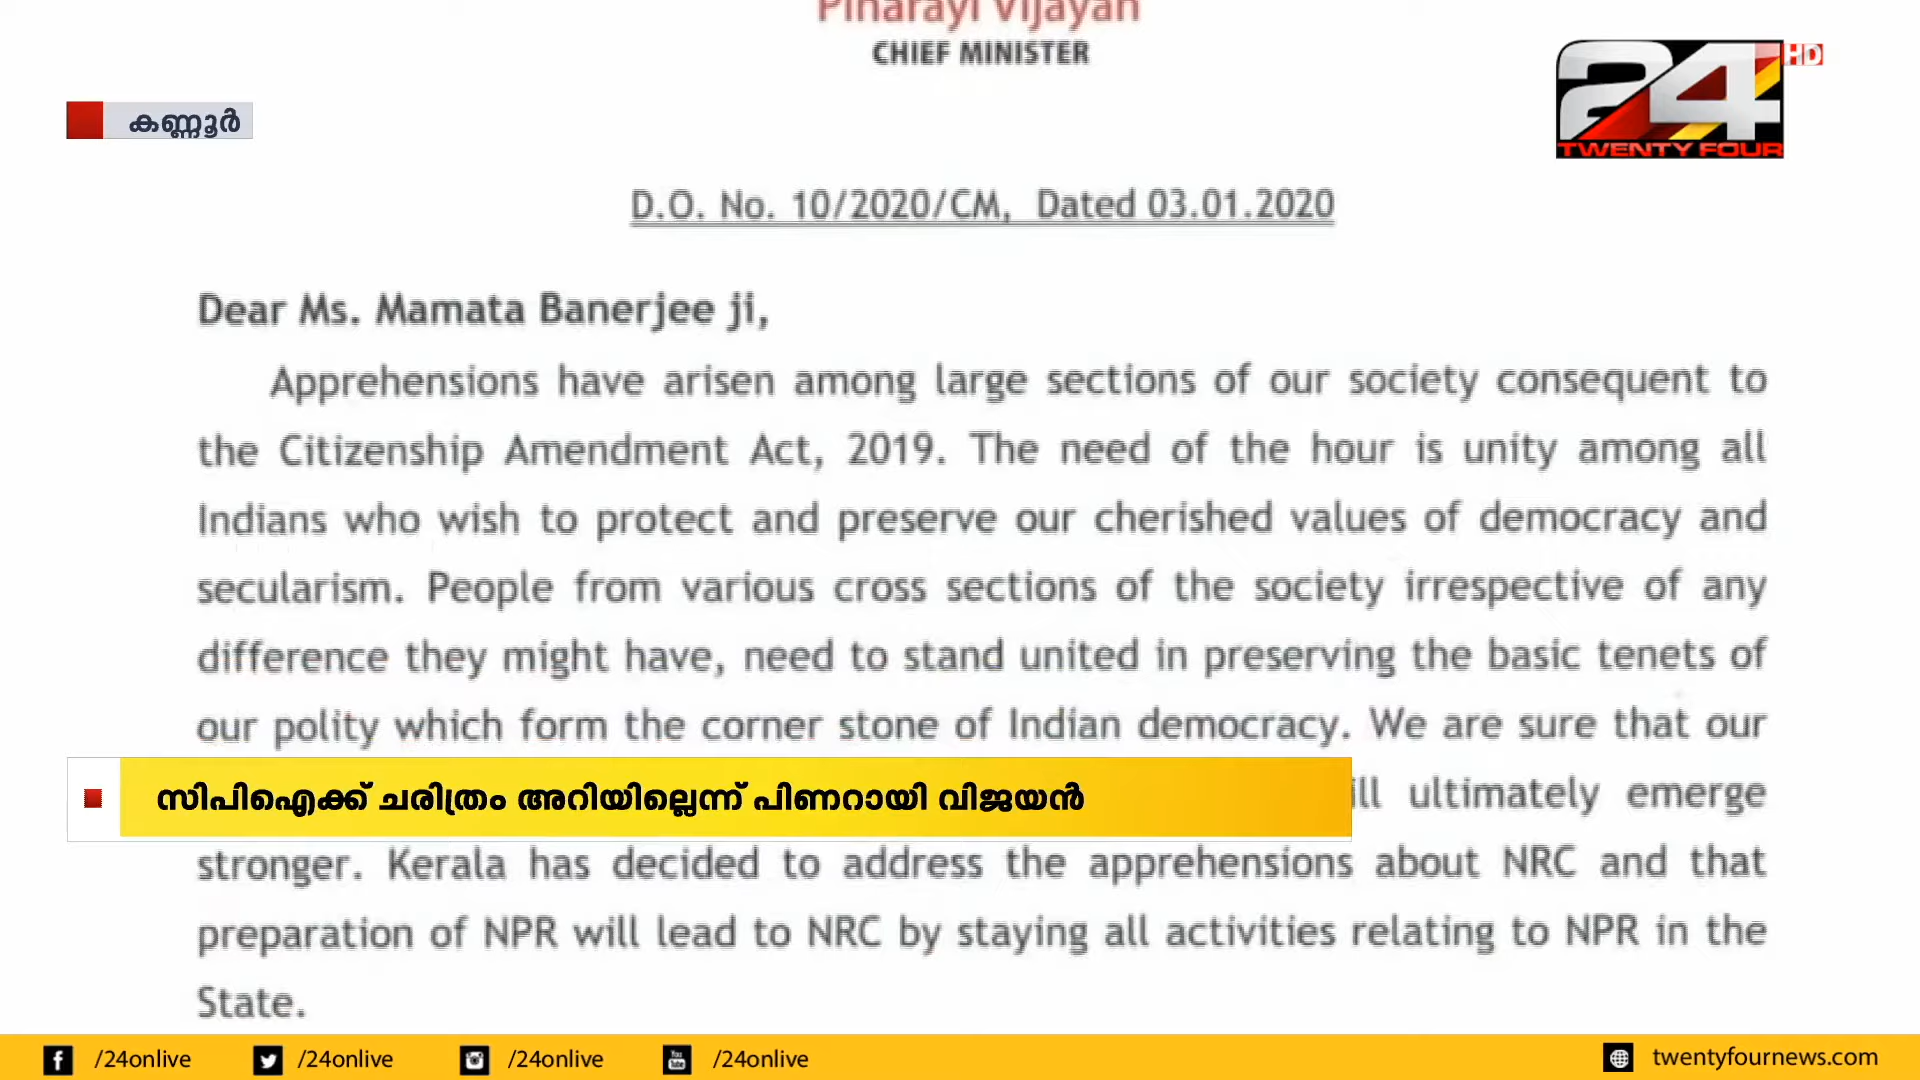 Pinarayi Vijayan
CHIEF MINISTER
24 HD
TWENTY FOUR
കണ്ണൂർ
D.O. No. 10/2020/CM, Dated 03.01.2020
Dear Ms. Mamata Banerjee ji,
Apprehensions have arisen among large sections of our society consequent to
the Citizenship Amendment Act, 2019. The need of the hour is unity among all
Indians who wish to protect and preserve our cherished values of democracy and
secularism. People from various cross sections of the society irrespective of any
difference they might have, need to stand united in preserving the basic tenets of
our polity which form the corner stone of Indian democracy. We are sure that our
സിപിഐക്ക് ചരിത്രം അറിയില്ലെന്ന് പിണറായി വിജയൻ
ultimately emerge
stronger. Kerala has decided to address the apprehensions about NRC and that
preparation of NPR will lead to NRC by staying all activities relating to NPR in the
State.
/24onlive /24onlive /24onlive /24onlive twentyfournews.com